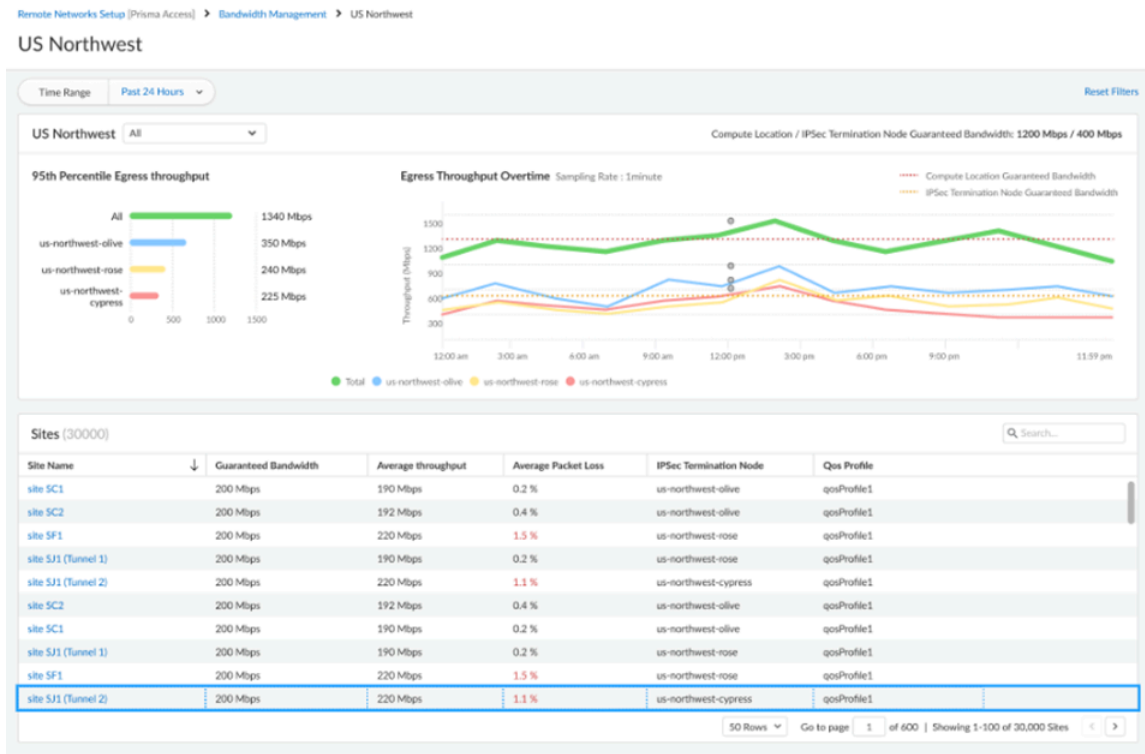 Remote Networks Setup [Prisma Access] > Bandwidth Management > US Northwest
US Northwest
Time Range Past 24 Hours
Reset Filters
US Northwest All
Compute Location / IPSec Termination Node Guaranteed Bandwidth: 1200 Mbps / 400 Mbps
95th Percentile Egress throughput
All 1340 Mbps
us-northwest-olive 350 Mbps
us-northwest-rose 240 Mbps
us-northwest-
cypress 225 Mbps
0 500 1000 1500
Egress Throughput Overtime Sampling Rate : 1minute
Compute Location Guaranteed Bandwidth
IPSec Termination Node Guaranteed Bandwidth
Throughput (Mbps)
1500
1200
900
600
300
12:00 am 3:00 am 6:00 am 9:00 am 12:00 pm 3:00 pm 6:00 pm 9:00 pm 11:59 pm
Total us-northwest-olive us-northwest-rose us-northwest-cypress
Sites (30000)
Search...
Site Name Guaranteed Bandwidth Average throughput Average Packet Loss IPSec Termination Node Qos Profile
site SC1 200 Mbps 190 Mbps 0.2 % us-northwest-olive qosProfile1
site SC2 200 Mbps 192 Mbps 0.4 % us-northwest-olive qosProfile1
site SF1 200 Mbps 220 Mbps 1.5 % us-northwest-rose qosProfile1
site SJ1 (Tunnel 1) 200 Mbps 190 Mbps 0.2 % us-northwest-rose qosProfile1
site SJ1 (Tunnel 2) 200 Mbps 220 Mbps 1.1 % us-northwest-cypress qosProfile1
site SC2 200 Mbps 192 Mbps 0.4 % us-northwest-olive qosProfile1
site SC1 200 Mbps 190 Mbps 0.2 % us-northwest-olive qosProfile1
site SJ1 (Tunnel 1) 200 Mbps 190 Mbps 0.2 % us-northwest-rose qosProfile1
site SF1 200 Mbps 220 Mbps 1.5 % us-northwest-rose qosProfile1
site SJ1 (Tunnel 2) 200 Mbps 220 Mbps 1.1 % us-northwest-cypress qosProfile1
50 Rows Go to page 1 of 600 | Showing 1-100 of 30,000 Sites < >